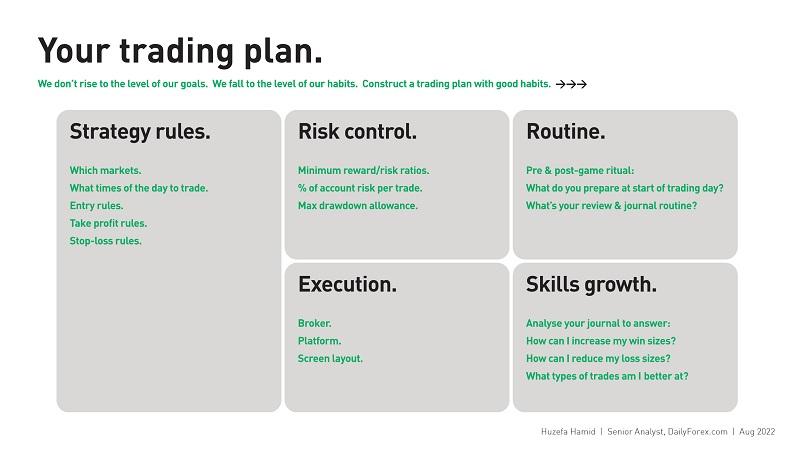 Your trading plan.
We don't rise to the level of our goals. We fall to the level of our habits. Construct a trading plan with good habits. →→→
Strategy rules.
Which markets.
What times of the day to trade.
Entry rules.
Take profit rules.
Stop-loss rules.
Risk control.
Minimum reward/risk ratios.
% of account risk per trade.
Max drawdown allowance.
Routine.
Pre & post-game ritual:
What do you prepare at start of trading day?
What's your review & journal routine?
Execution.
Broker.
Platform.
Screen layout.
Skills growth.
Analyse your journal to answer:
How can I increase my win sizes?
How can I reduce my loss sizes?
What types of trades am I better at?
Huzefa Hamid | Senior Analyst, DailyForex.com | Aug 2022